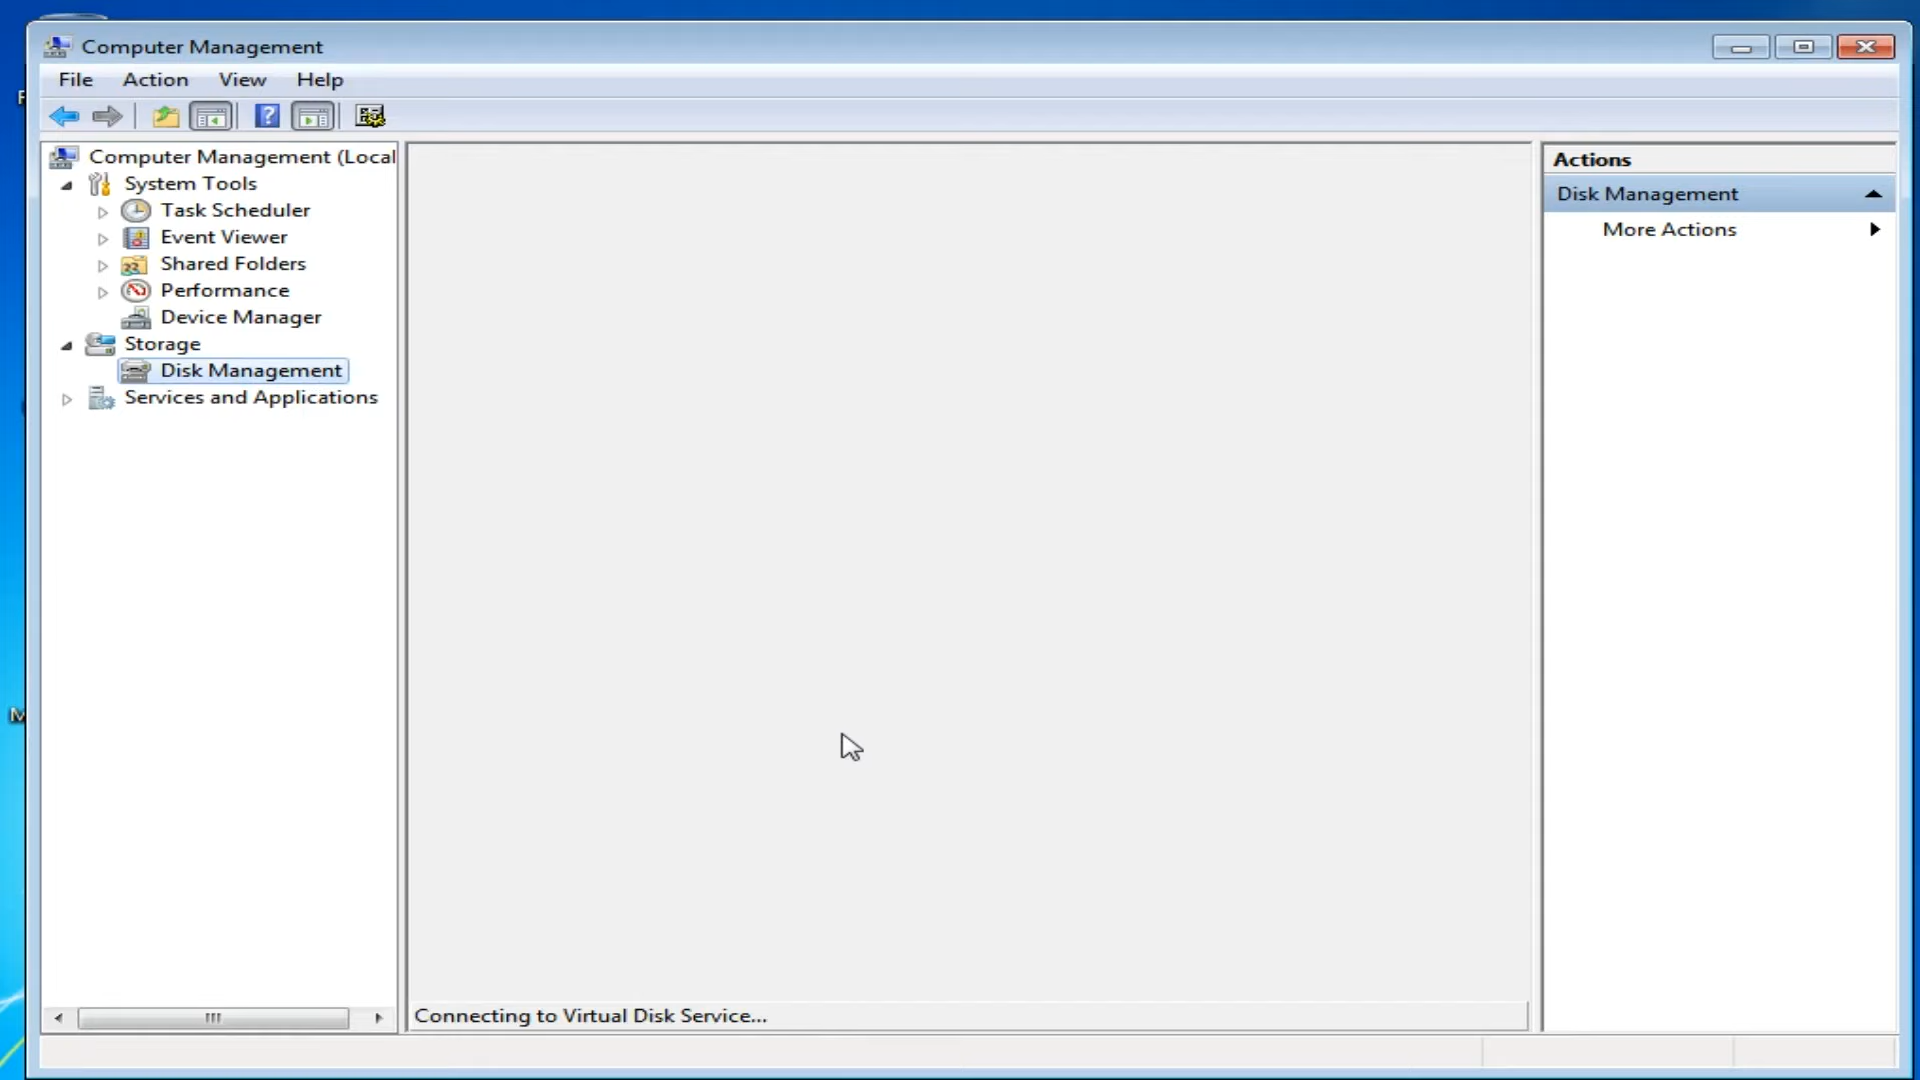 Computer Management
File Action View Help
Computer Management (Local
System Tools
Task Scheduler
Event Viewer
Shared Folders
Performance
Device Manager
Storage
Disk Management
Services and Applications
Connecting to Virtual Disk Service...
Actions
Disk Management
More Actions